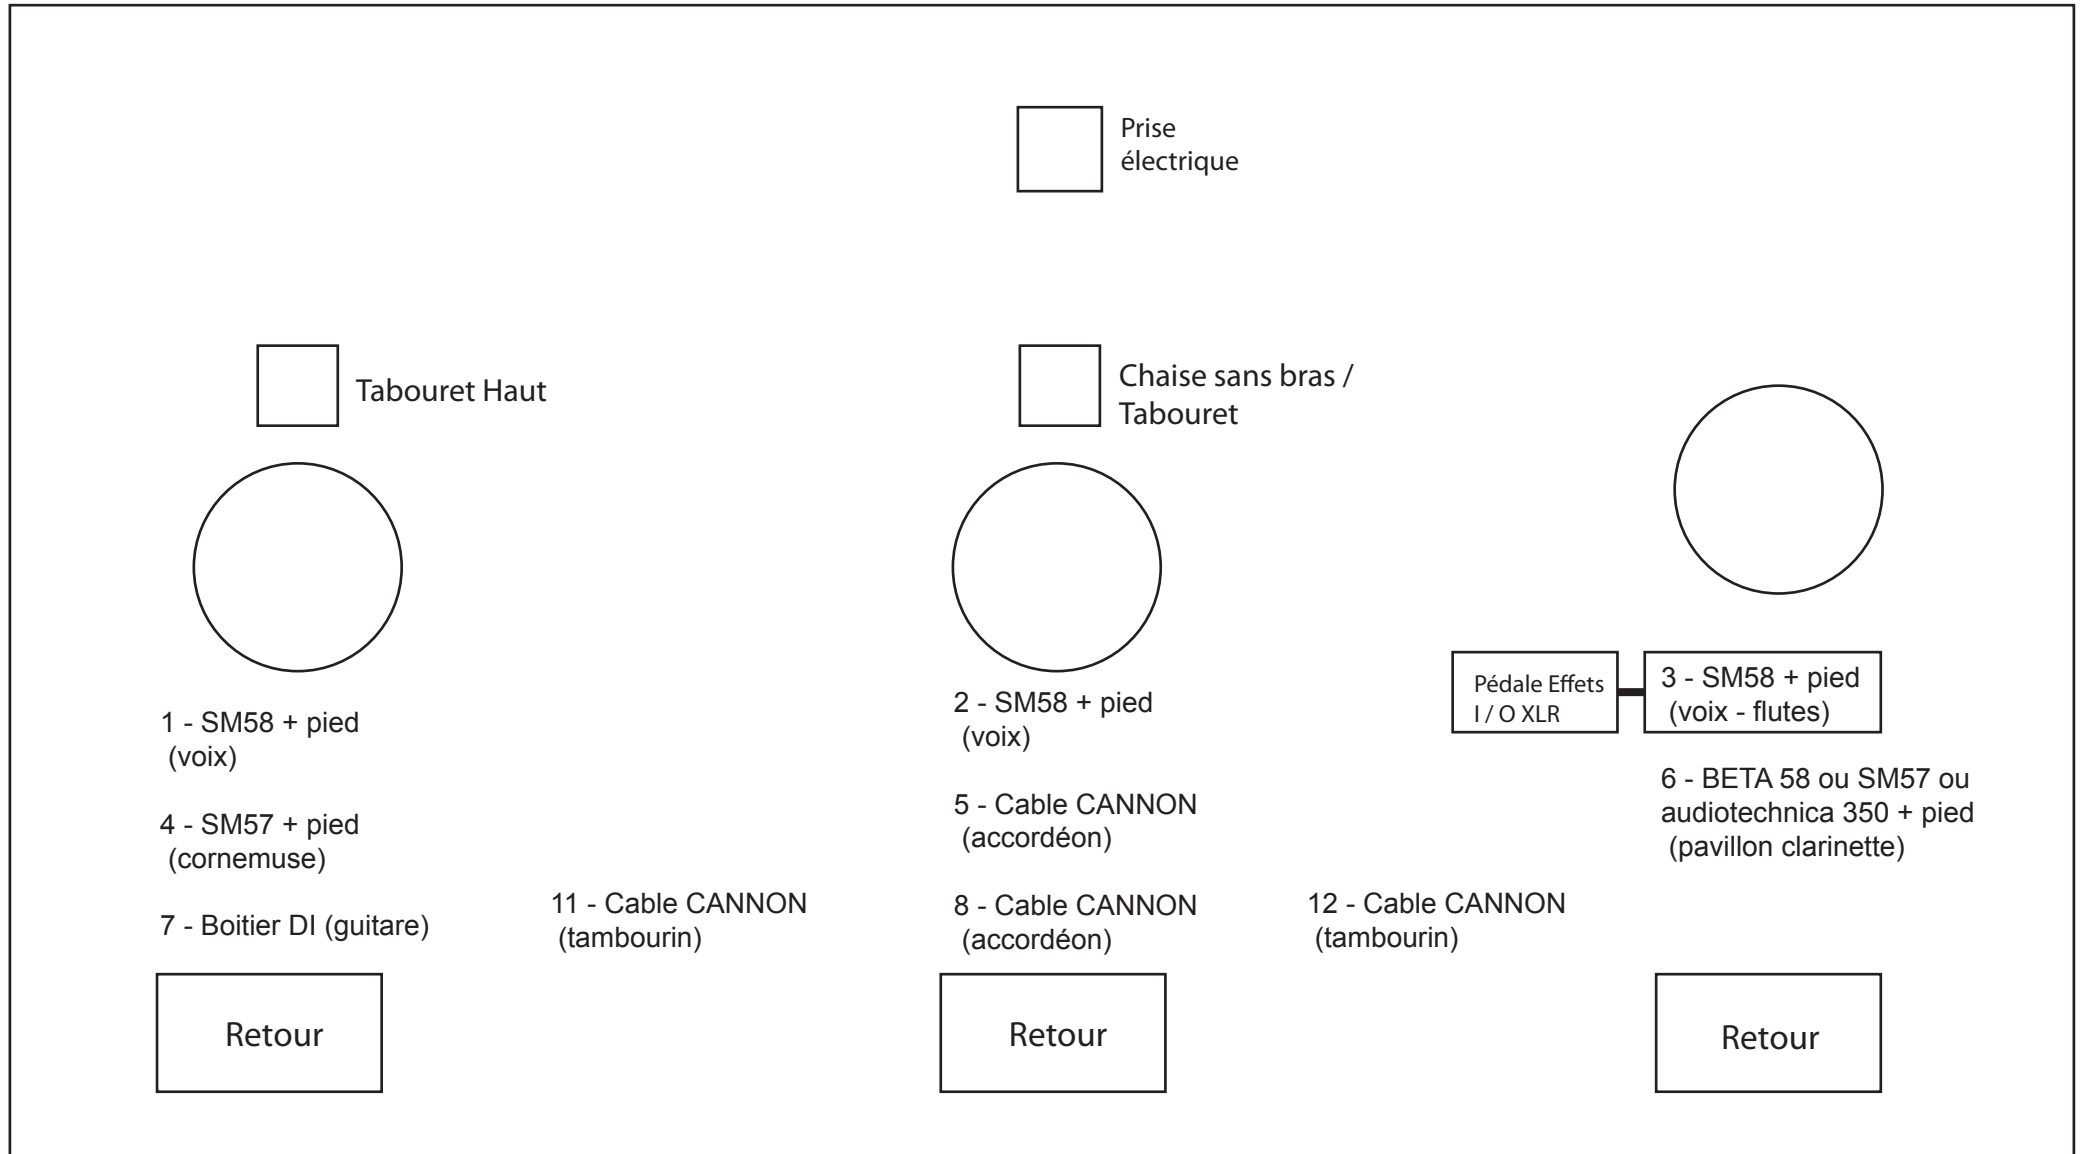 Prise
électrique
Tabouret Haut
Chaise sans bras /
Tabouret
1 - SM58 + pied
(voix)
4 - SM57 + pied
(cornemuse)
7 - Boitier DI (guitare)
11 - Cable CANNON
(tambourin)
2 - SM58 + pied
(voix)
5 - Cable CANNON
(accordéon)
8 - Cable CANNON
(accordéon)
12 - Cable CANNON
(tambourin)
Pédale Effets
I / O XLR
3 - SM58 + pied
(voix - flutes)
6 - BETA 58 ou SM57 ou
audiotechnica 350 + pied
(pavillon clarinette)
Retour
Retour
Retour